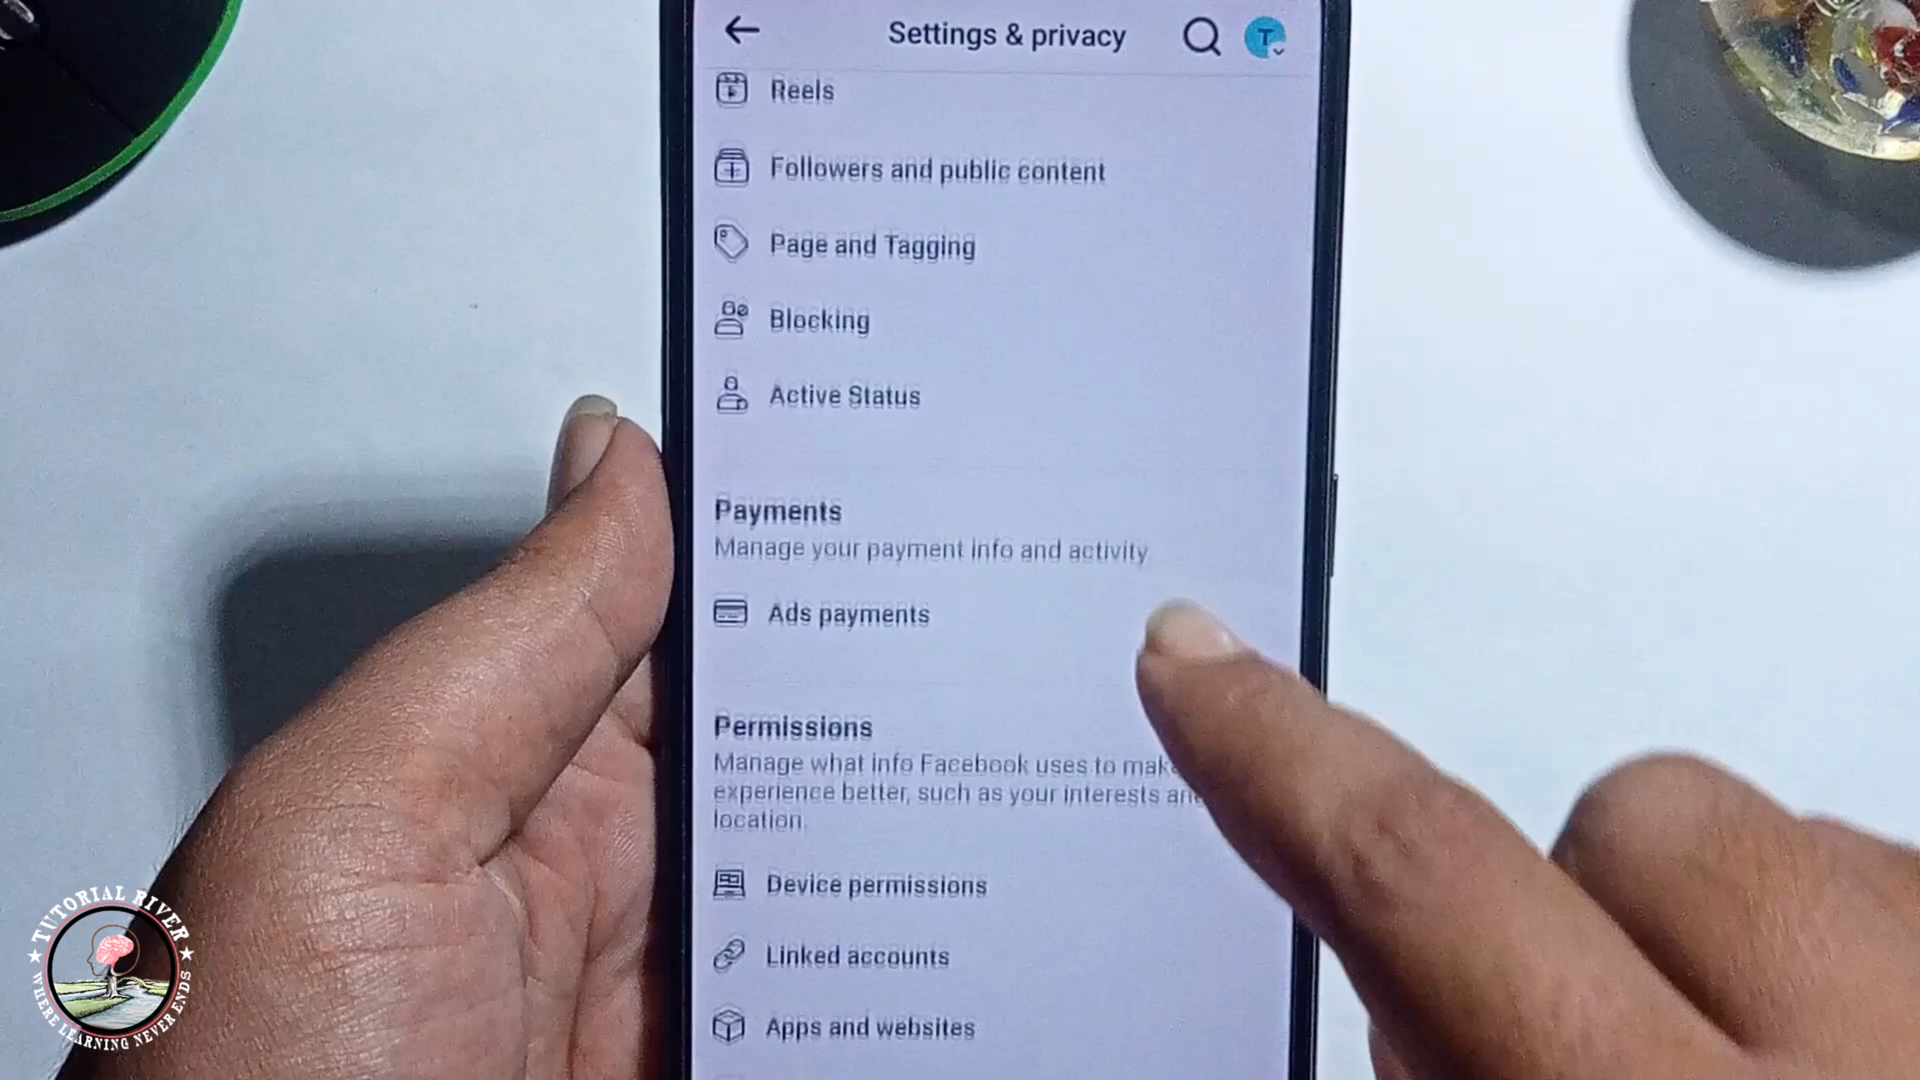 Settings & privacy
T
Reels
Followers and public content
Page and Tagging
Blocking
Active Status
Payments
Manage your payment info and activity
Ads payments
Permissions
Manage what info Facebook uses to make
experience better, such as your interests and
location.
Device permissions
Linked accounts
Apps and websites
TUTORIAL RIVER
WHERE LEARNING NEVER ENDS